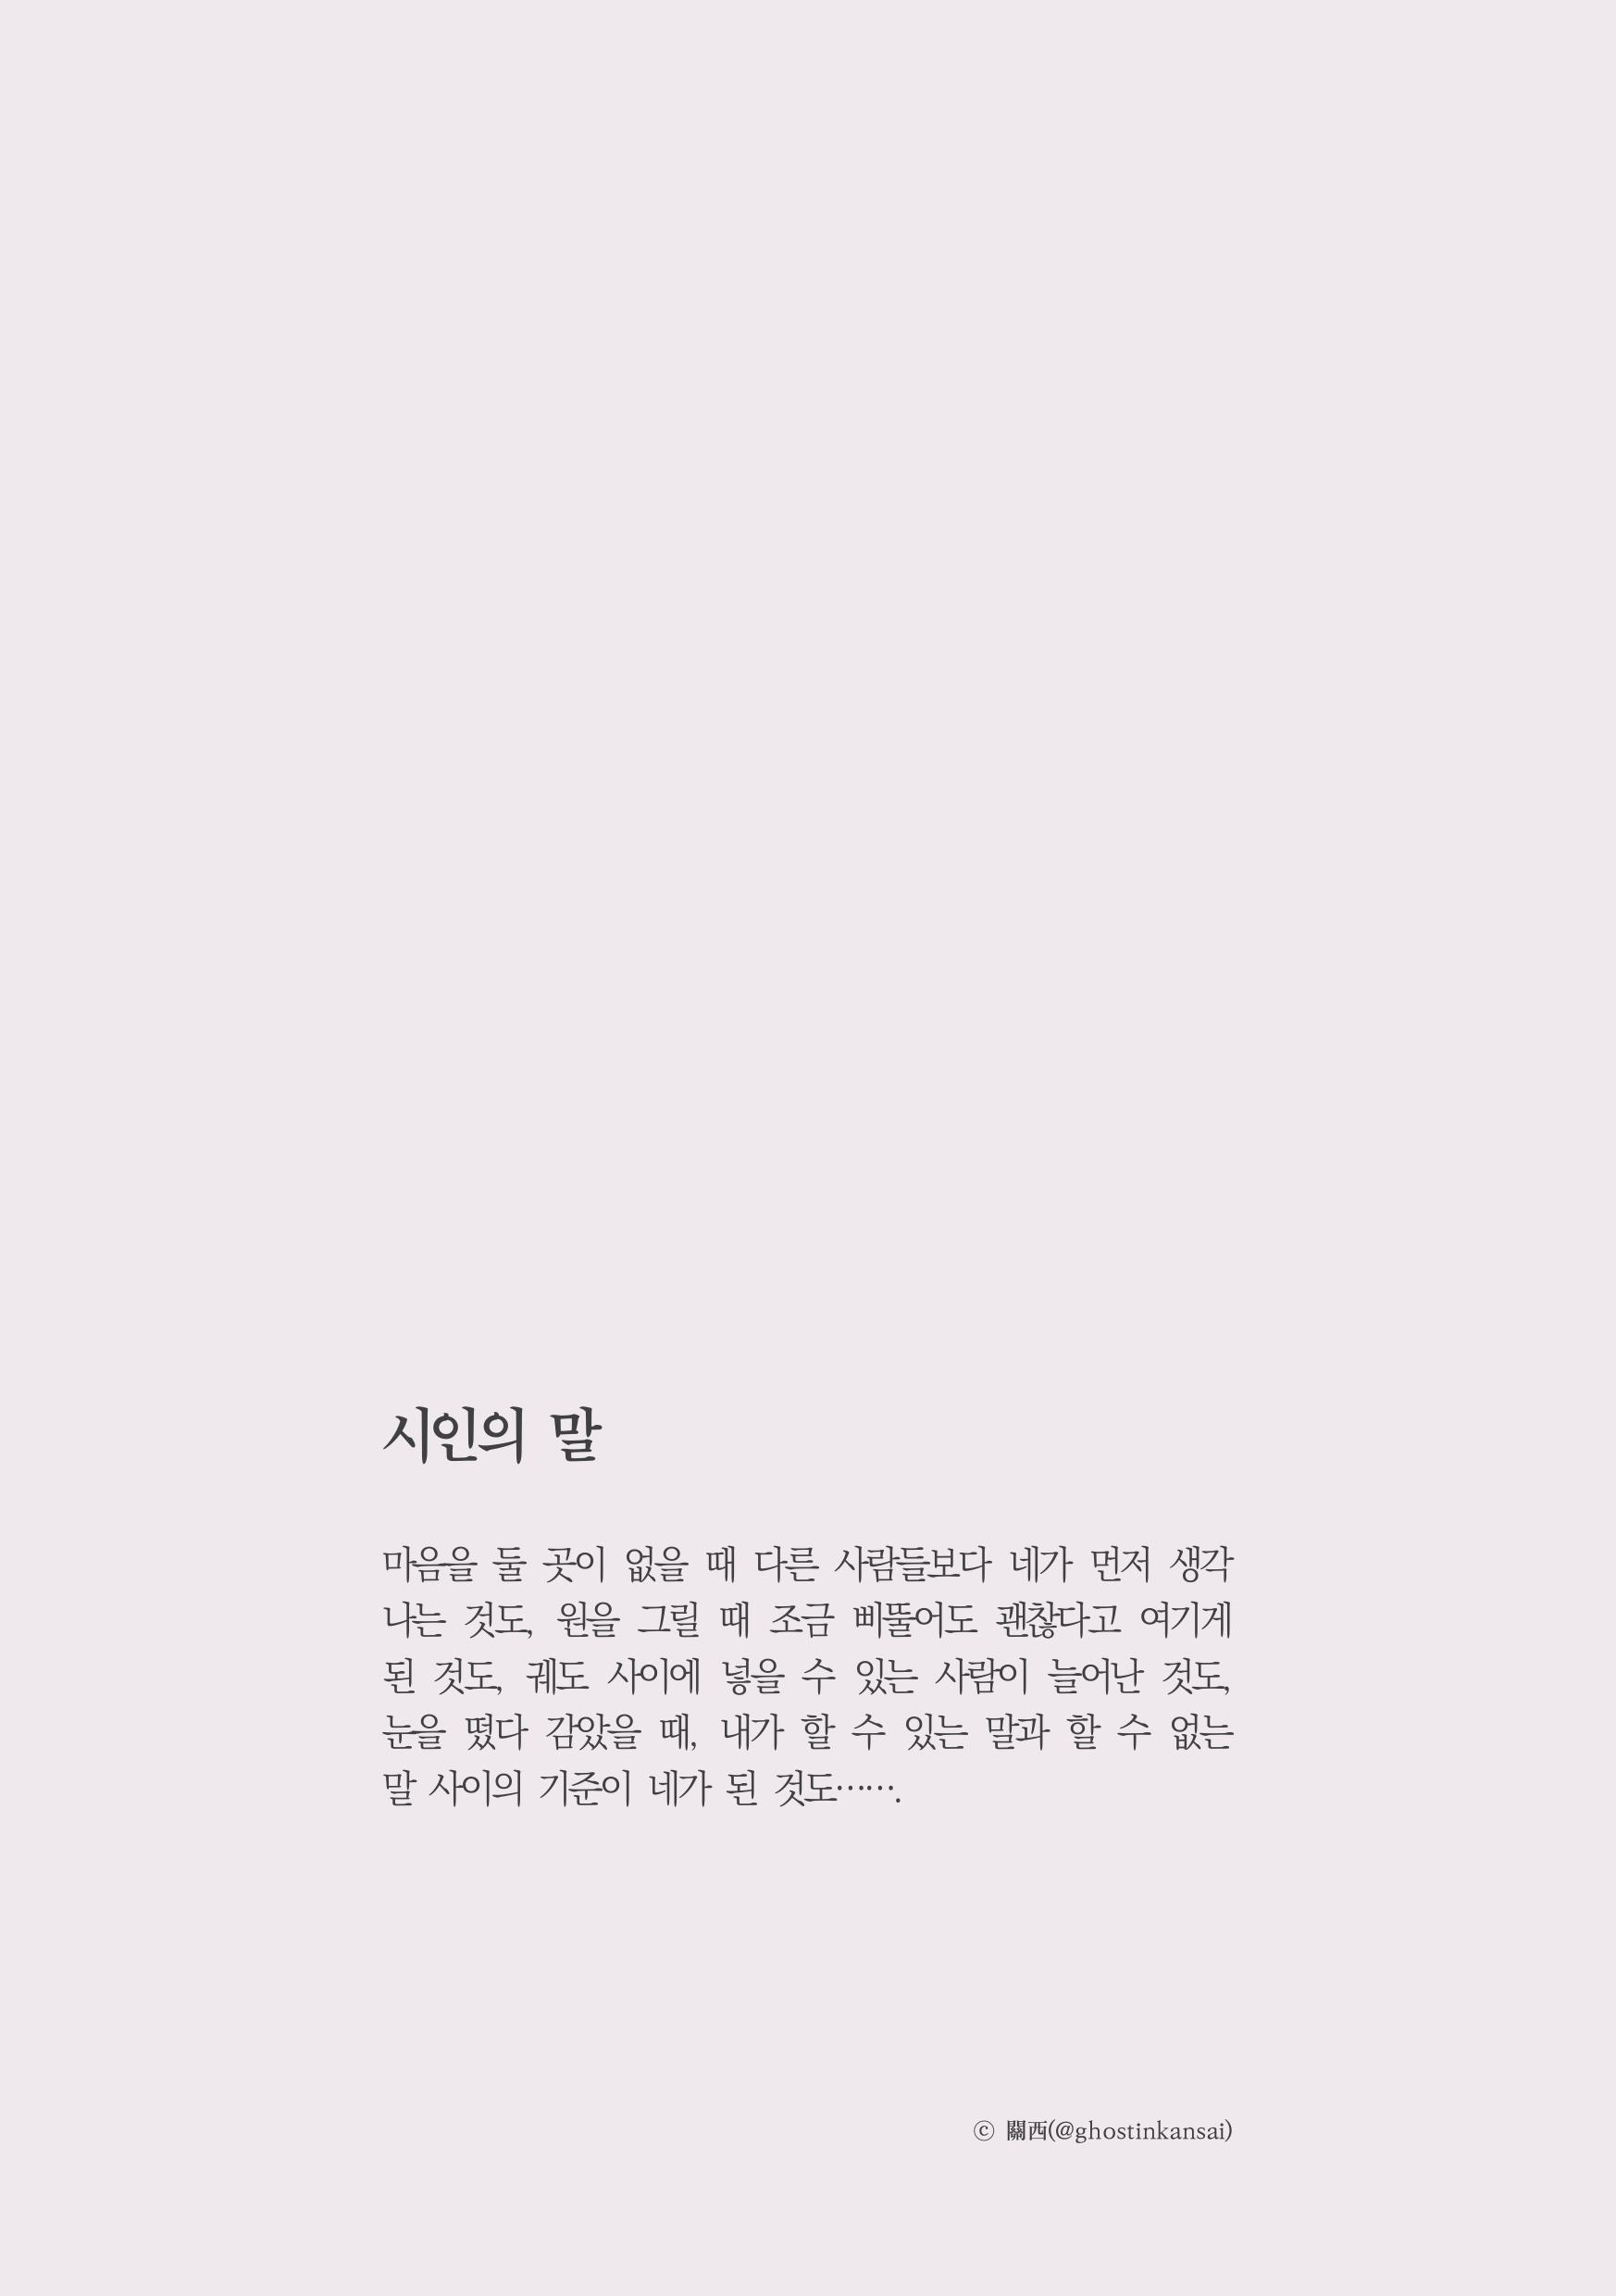 시인의 말
마음을 둘 곳이 없을 때 다른 사람들보다 네가 먼저 생각
나는 것도, 원을 그릴 때 조금 삐뚤어도 괜찮다고 여기게
된 것도, 궤도 사이에 넣을 수 있는 사람이 늘어난 것도,
눈을 떴다 감았을 때, 내가 할 수 있는 말과 할 수 없는
말 사이의 기준이 네가 된 것도…….
ⓒ 關西(@ghostinkansai)